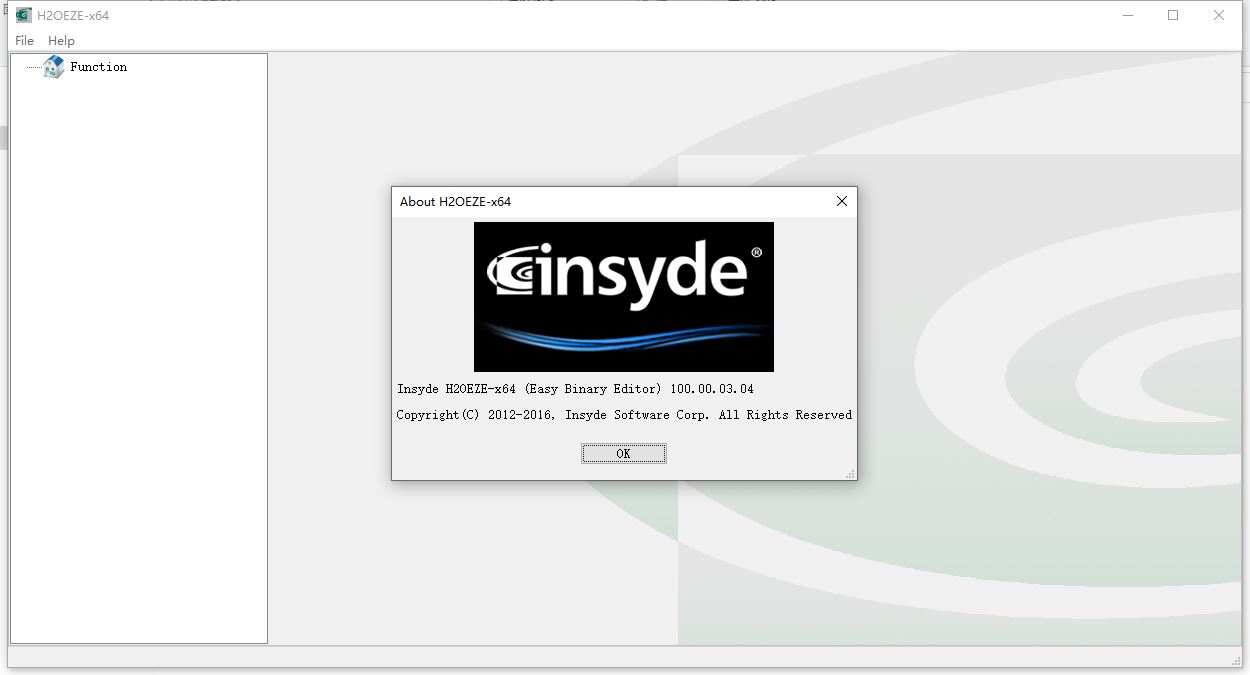 H2OEZE-x64
File Help
Function
About H2OEZE-x64
insyde®
Insyde H2OEZE-x64 (Easy Binary Editor) 100.00.03.04
Copyright(C) 2012-2016, Insyde Software Corp. All Rights Reserved
OK